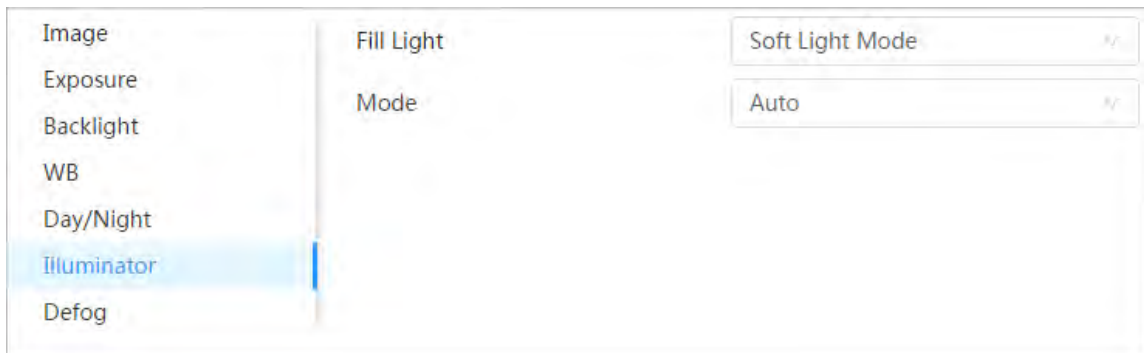 Image
Exposure
Backlight
WB
Day/Night
Illuminator
Defog
Fill Light
Soft Light Mode
Mode
Auto